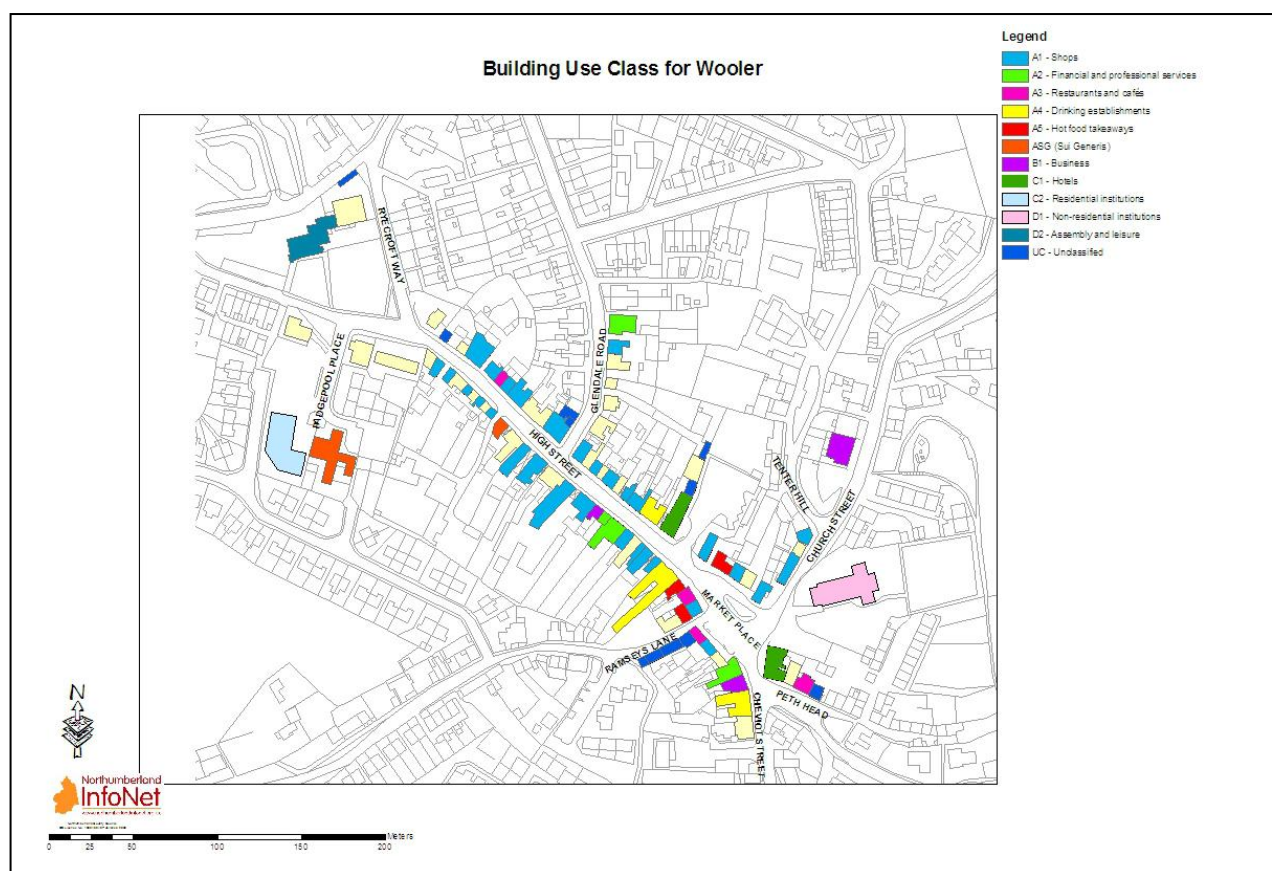 Building Use Class for Wooler
Legend
A1 - Shops
A2 - Financial and professional services
A3 - Restaurants and cafés
A4 - Drinking establishments
A5 - Hot food takeaways
ASG (Sui Generis)
B1 - Business
C1 - Hotels
C2 - Residential institutions
D1 - Non-residential institutions
D2 - Assembly and leisure
UC - Unclassified
RYECROFT WAY
PADGEPOOL PLACE
GLENDALE ROAD
HIGH STREET
TENTER HILL
CHURCH STREET
MARKET PLACE
RAMSEYS LANE
PETH HEAD
CHEVIOT STREET
N
Northumberland
InfoNet
Meters
0 25 50 100 150 200